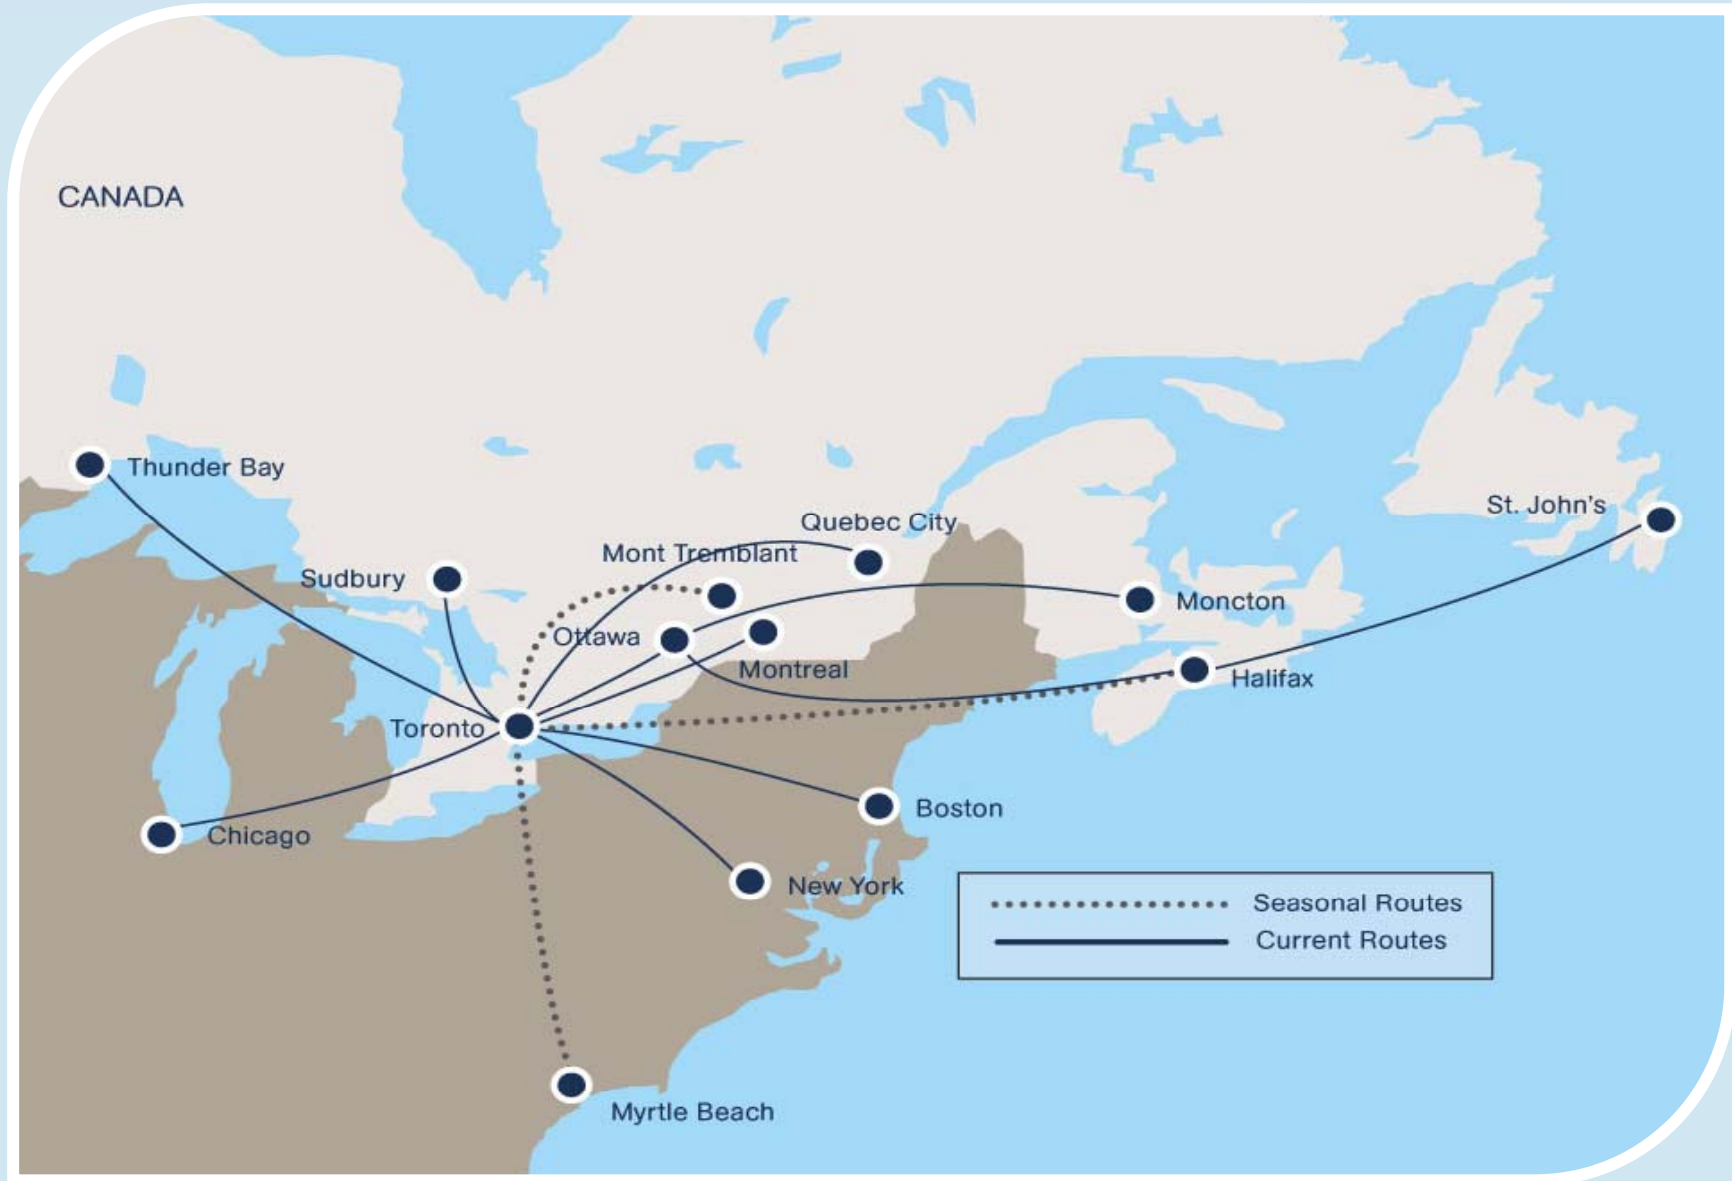 CANADA
Thunder Bay
St. John's
Quebec City
Mont Tremblant
Sudbury
Moncton
Ottawa
Montreal
Halifax
Toronto
Boston
Chicago
New York
Seasonal Routes
Current Routes
Myrtle Beach